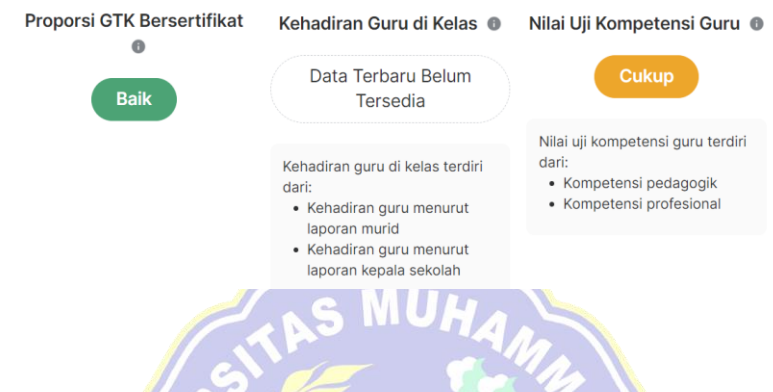 Proporsi GTK Bersertifikat
Baik
Kehadiran Guru di Kelas
Data Terbaru Belum
Tersedia
Kehadiran guru di kelas terdiri
dari:
• Kehadiran guru menurut
laporan murid
• Kehadiran guru menurut
laporan kepala sekolah
Nilai Uji Kompetensi Guru
Cukup
Nilai uji kompetensi guru terdiri
dari:
• Kompetensi pedagogik
• Kompetensi profesional
SITAS MUHAMM